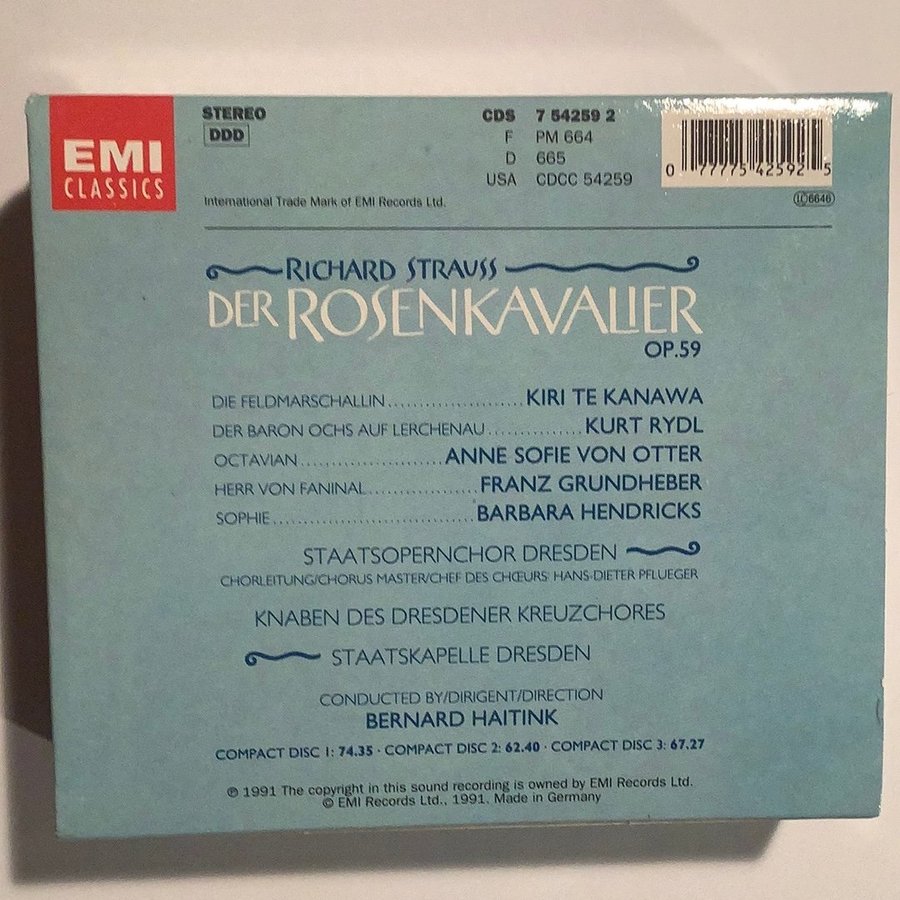 EMI
CLASSICS
STEREO
DDD
International Trade Mark of EMI Records Ltd.
CDS 7 54259 2
F PM 664
D 665
USA CDCC 54259
0 77775 42592 5
LC 6646
RICHARD STRAUSS
DER ROSENKAVALIER
OP.59
DIE FELDMARSCHALLIN......................KIRI TE KANAWA
DER BARON OCHS AUF LERCHENAU...............KURT RYDL
OCTAVIAN......................ANNE SOFIE VON OTTER
HERR VON FANINAL.................FRANZ GRUNDHEBER
SOPHIE...............................BARBARA HENDRICKS
STAATSOPERNCHOR DRESDEN
CHORLEITUNG/CHORUS MASTER/CHEF DES CHŒURS HANS-DIETER PFLUEGER
KNABEN DES DRESDENER KREUZCHORES
STAATSKAPELLE DRESDEN
CONDUCTED BY/DIRIGENT/DIRECTION
BERNARD HAITINK
COMPACT DISC 1: 74.35 · COMPACT DISC 2: 62.40 · COMPACT DISC 3: 67.27
℗ 1991 The copyright in this sound recording is owned by EMI Records Ltd.
© EMI Records Ltd., 1991. Made in Germany